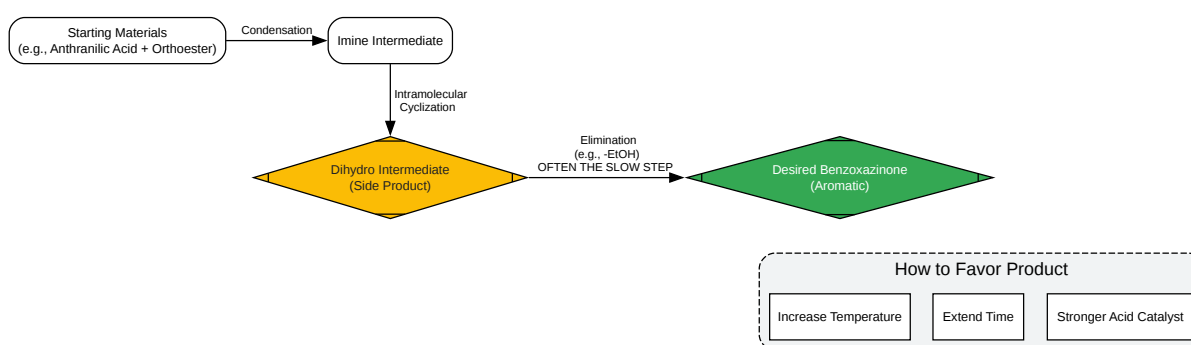 Starting Materials
(e.g., Anthranilic Acid + Orthoester)
Condensation
Imine Intermediate
Intramolecular
Cyclization
Dihydro Intermediate
(Side Product)
Elimination
(e.g., -EtOH)
OFTEN THE SLOW STEP
Desired Benzoxazinone
(Aromatic)
How to Favor Product
Increase Temperature
Extend Time
Stronger Acid Catalyst